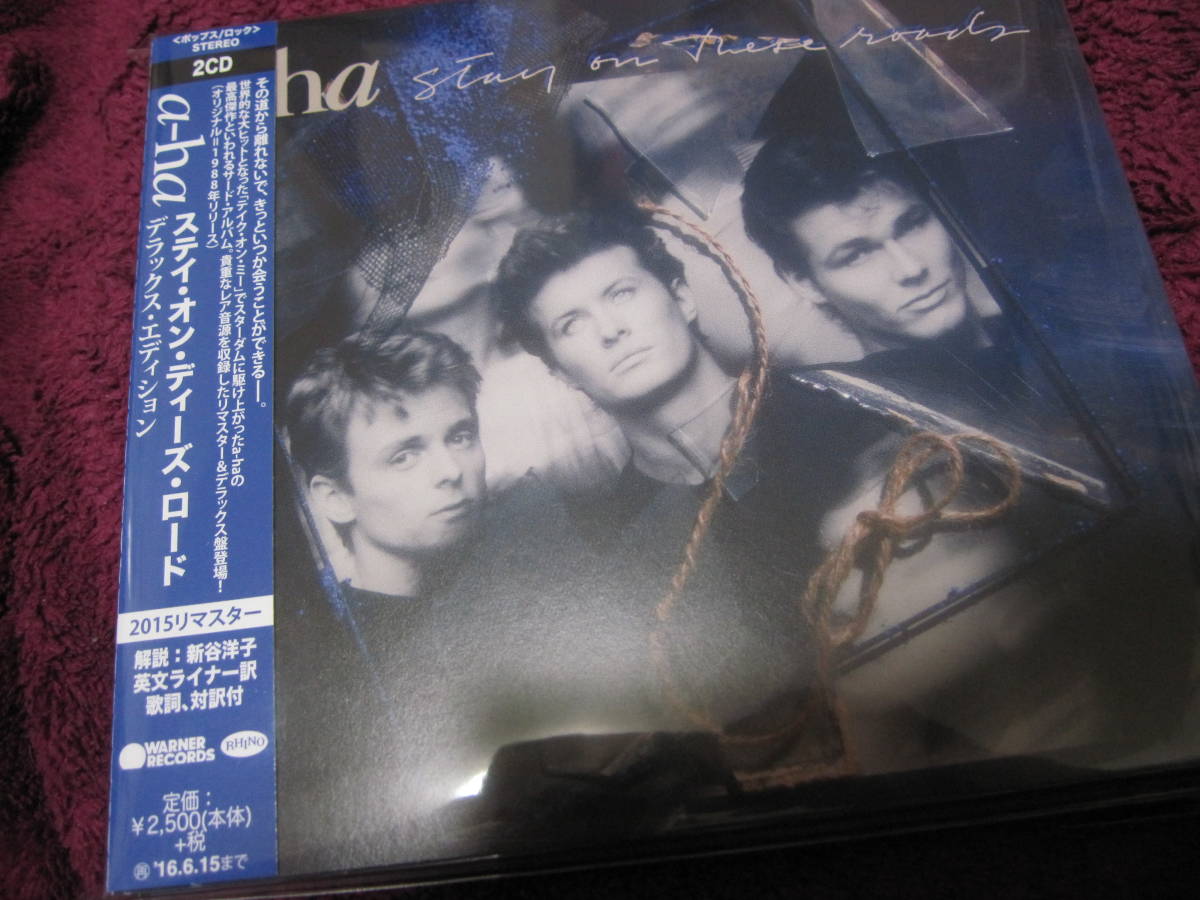 <ポップス/ロック>
STEREO
2CD
a-ha
ステイ・オン・ディーズ・ロード
デラックス・エディション
その道から離れないで、きっといつか会うことができる――。
世界的な大ヒットとなった「テイク・オン・ミー」でスターダムに駆け上がったa-haの
最高傑作といわれるサード・アルバム。貴重なレア音源を収録したリマスター&デラックス盤登場!
(オリジナル=1988年リリース)
2015リマスター
解説:新谷洋子
英文ライナー訳
歌詞、対訳付
WARNER
RECORDS
RHINO
定価:
¥2,500(本体)
+税
再 '16.6.15まで
ha stay on these roads